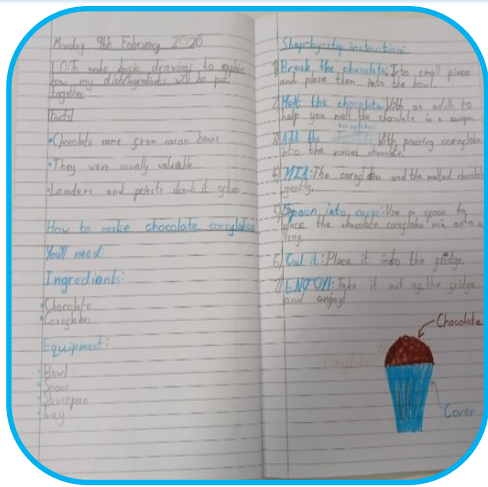 Monday 9th February 2026
LO: To make basic drawings to explain
how my ingredients will be put
together
Facts
• Chocolate come from cacao beans
• They were usually valuable
• Leaders and priests drank it often
How to make chocolate cornflakes
You'll need:
Ingredients:
• Chocolate
• Cornflakes
Equipment:
• Bowl
• Spoon
• Saucepan
• Tray
Step-by-step instructions:
1) Break the chocolate: Into small pieces
and place them into the bowl.
2) Melt the chocolate: With an adult to
help you melt the chocolate in a
3) Add the cornflakes: With pouring cornflakes
into the chocolate.
4) MIX: The cornflakes and the melted chocolate
gently.
5) Spoon into cups: Use a spoon to
place the chocolate cornflake mix onto a
tray.
6) Cool it: Place it into the fridge.
7) ENJOY!: Take it out of the fridge
and enjoy!
Chocolate
Cornflakes
Cover